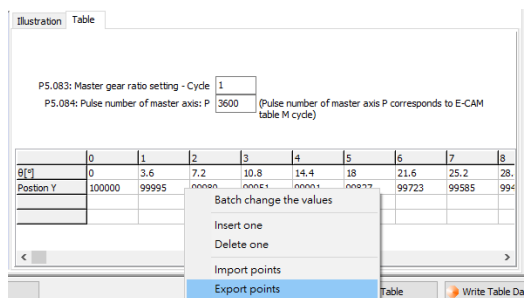 Illustration Table
P5.083: Master gear ratio setting - Cycle 1
P5.084: Pulse number of master axis: P 3600 (Pulse number of master axis P corresponds to E-CAM
table M cycle)
0 1 2 3 4 5 6 7 8
θ[°] 0 3.6 7.2 10.8 14.4 18 21.6 25.2 28.
Postion Y 100000 99995 99723 99585 994
Batch change the values
Insert one
Delete one
Import points
Export points
Table Write Table Da